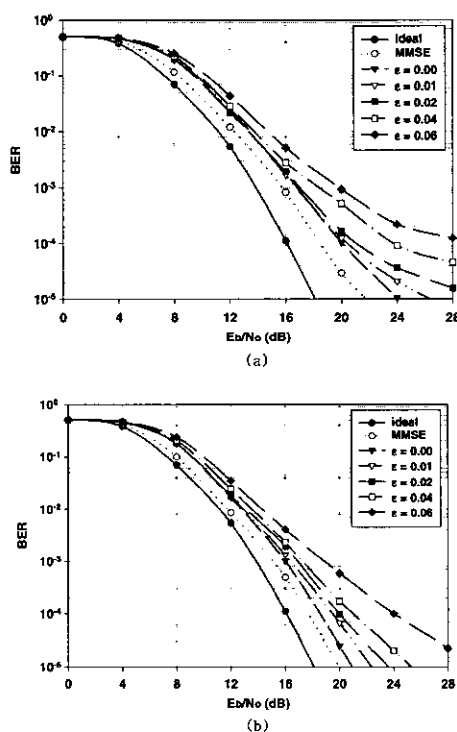 10⁰
10⁻¹
10⁻²
10⁻³
10⁻⁴
10⁻⁵
BER
ideal
MMSE
ε = 0.00
ε = 0.01
ε = 0.02
ε = 0.04
ε = 0.06
0 4 8 12 16 20 24 28
Eb/No (dB)
(a)
10⁰
10⁻¹
10⁻²
10⁻³
10⁻⁴
10⁻⁵
BER
ideal
MMSE
ε = 0.00
ε = 0.01
ε = 0.02
ε = 0.04
ε = 0.06
0 4 8 12 16 20 24 28
Eb/No (dB)
(b)